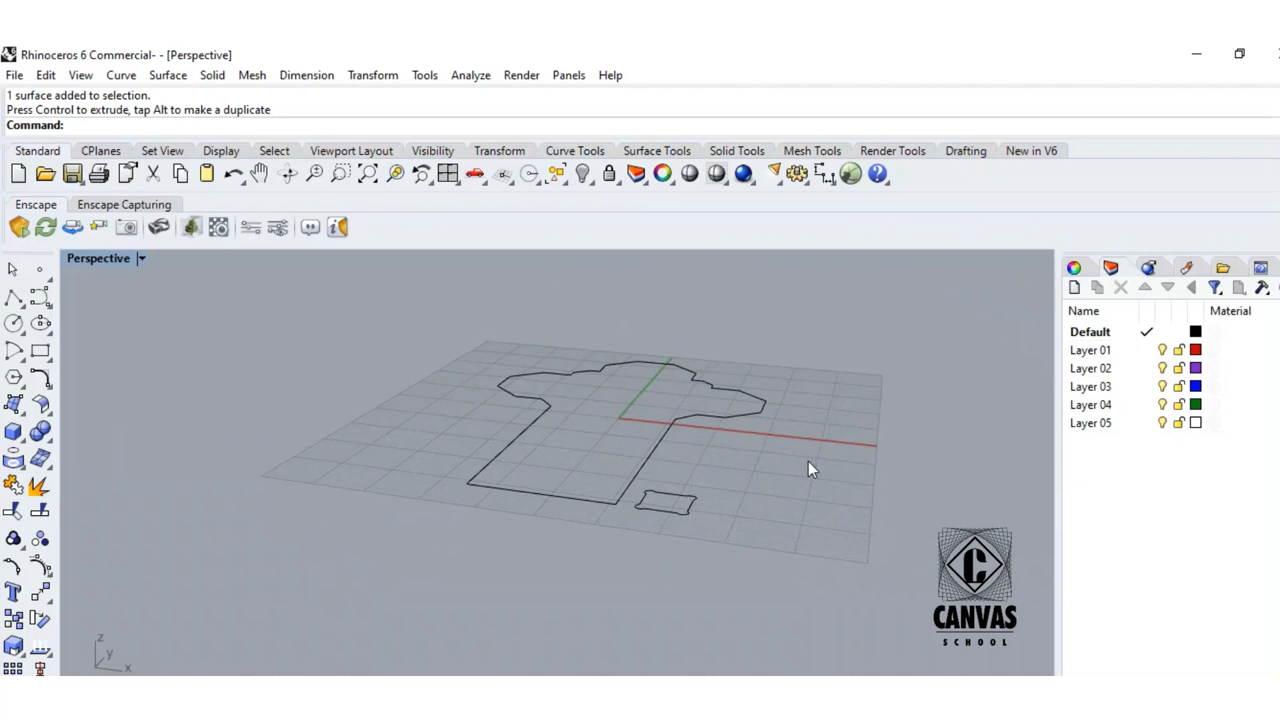 Rhinoceros 6 Commercial- - [Perspective]
File Edit View Curve Surface Solid Mesh Dimension Transform Tools Analyze Render Panels Help
1 surface added to selection.
Press Control to extrude, tap Alt to make a duplicate
Command:
Standard CPlanes Set View Display Select Viewport Layout Visibility Transform Curve Tools Surface Tools Solid Tools Mesh Tools Render Tools Drafting New in V6
Enscape Enscape Capturing
Perspective
Name Material
Default
Layer 01
Layer 02
Layer 03
Layer 04
Layer 05
C
CANVAS
SCHOOL
z
y
x